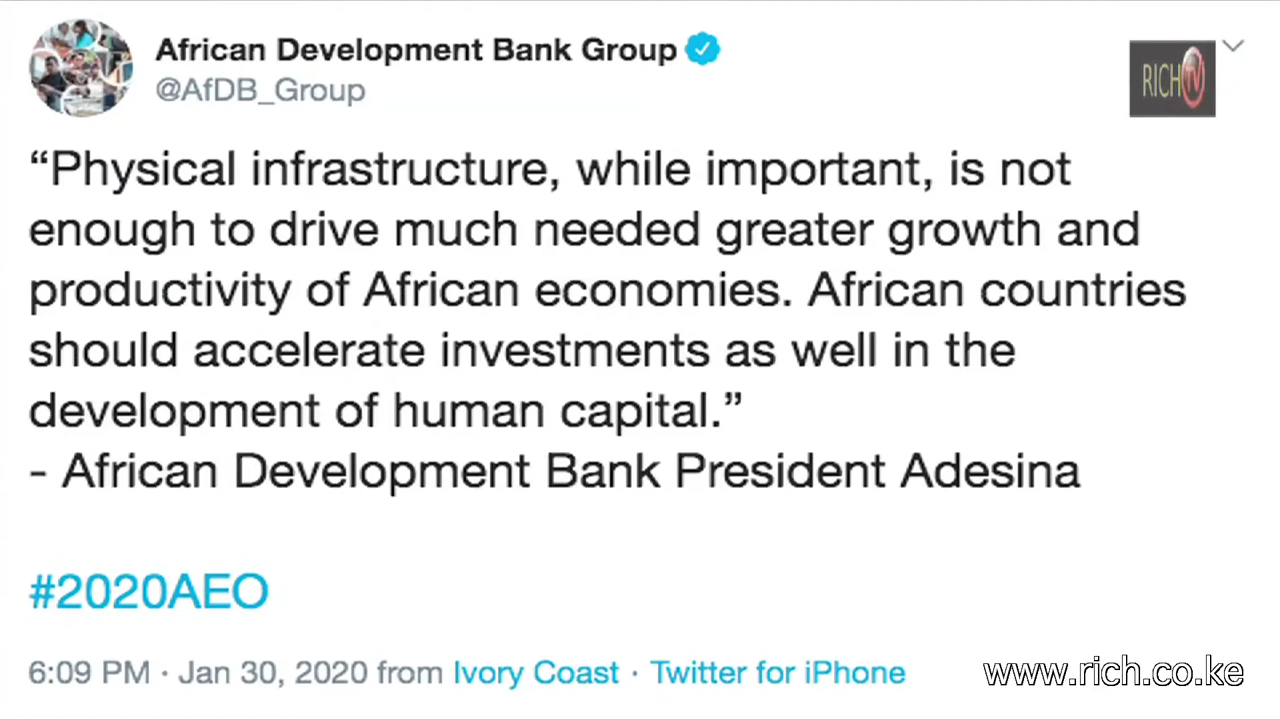 African Development Bank Group
@AfDB_Group
RICH TV
“Physical infrastructure, while important, is not
enough to drive much needed greater growth and
productivity of African economies. African countries
should accelerate investments as well in the
development of human capital.”
- African Development Bank President Adesina
#2020AEO
6:09 PM · Jan 30, 2020 from Ivory Coast · Twitter for iPhone
www.rich.co.ke